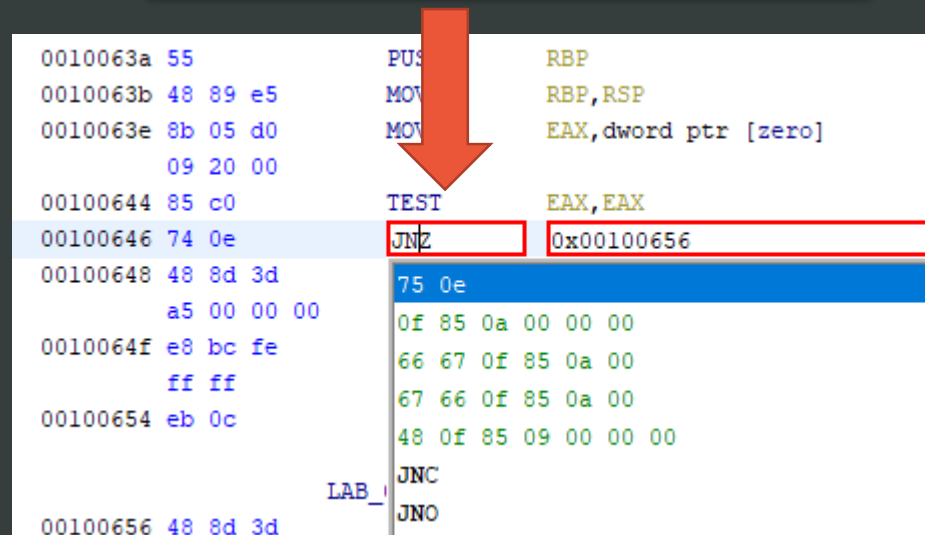 0010063a 55 PUS RBP
0010063b 48 89 e5 MOV RBP,RSP
0010063e 8b 05 d0 MOV EAX,dword ptr [zero]
09 20 00
00100644 85 c0 TEST EAX,EAX
00100646 74 0e JNZ 0x00100656
00100648 48 8d 3d 75 0e
a5 00 00 00 0f 85 0a 00 00 00
0010064f e8 bc fe 66 67 0f 85 0a 00
ff ff 67 66 0f 85 0a 00
00100654 eb 0c 48 0f 85 09 00 00 00
JNC
LAB_
JNO
00100656 48 8d 3d